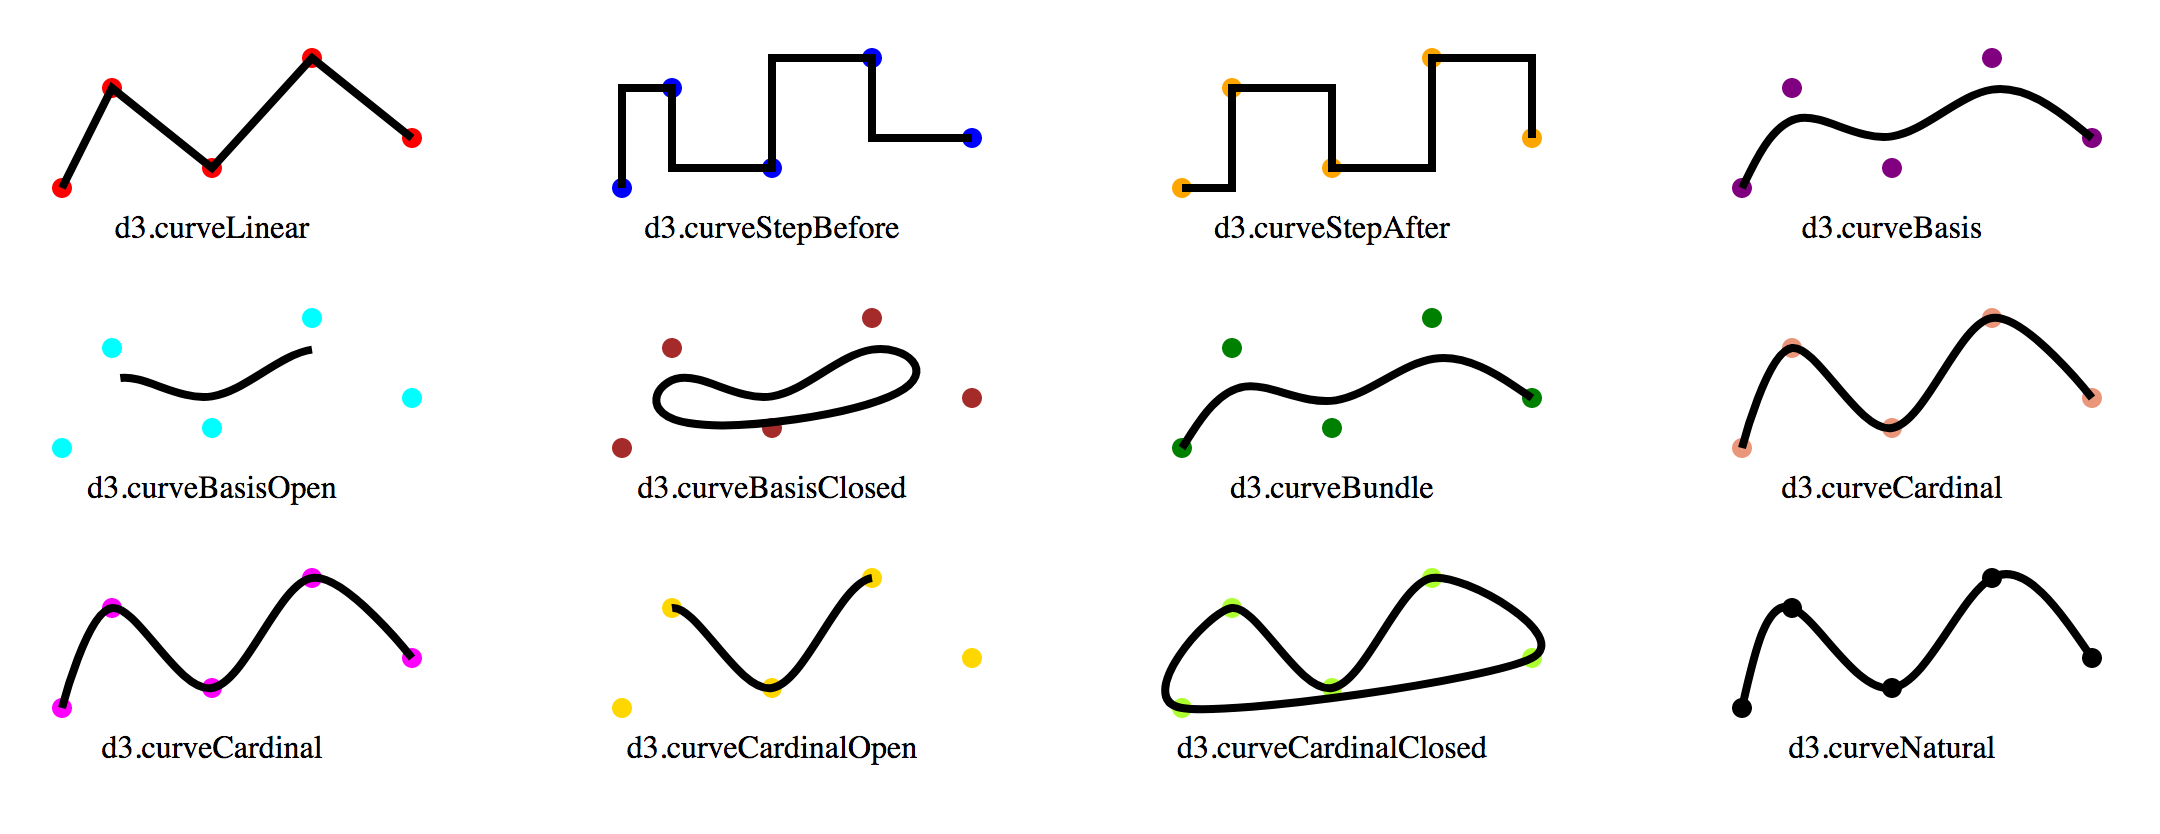 d3.curveLinear
d3.curveStepBefore
d3.curveStepAfter
d3.curveBasis
d3.curveBasisOpen
d3.curveBasisClosed
d3.curveBundle
d3.curveCardinal
d3.curveCardinal
d3.curveCardinalOpen
d3.curveCardinalClosed
d3.curveNatural